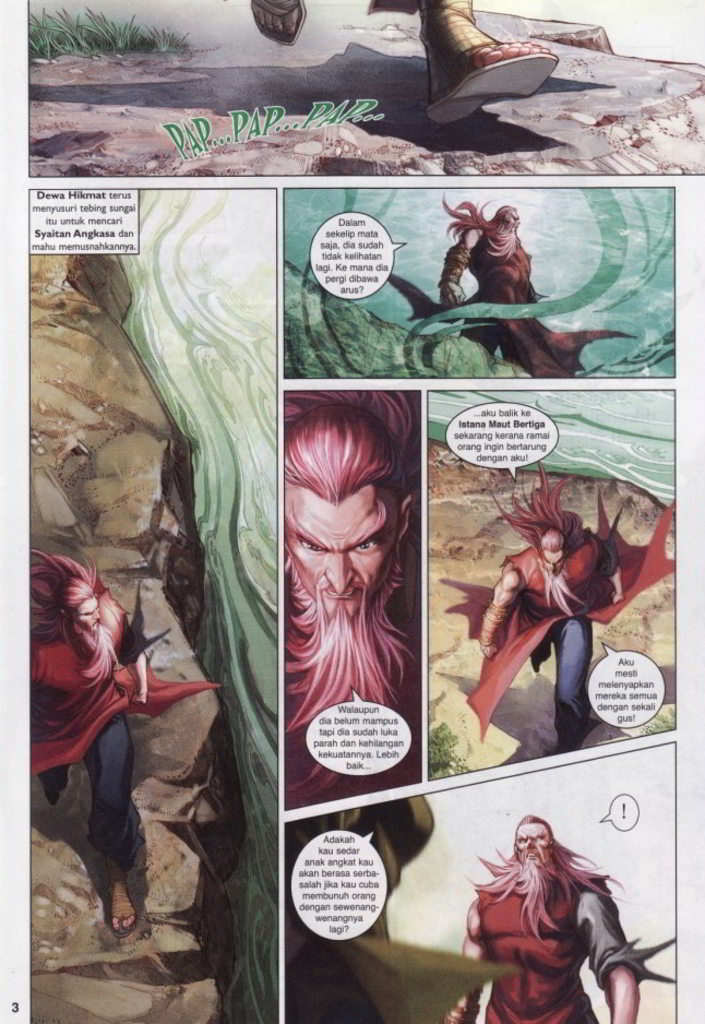 PAP...PAP...PAP...
Dewa Hikmat terus
menyusuri tebing sungai
itu untuk mencari
Syaitan Angkasa dan
mahu memusnahkannya.
Dalam
sekelip mata
saja, dia sudah
tidak kelihatan
lagi. Ke mana dia
pergi dibawa
arus?
Walaupun
dia belum mampus
tapi dia sudah luka
parah dan kehilangan
kekuatannya. Lebih
baik...
...aku balik ke
Istana Maut Bertiga
sekarang kerana ramai
orang ingin bertarung
dengan aku!
Aku
mesti
melenyapkan
mereka semua
dengan sekali
gus!
Adakah
kau sedar
anak angkat kau
akan berasa serba-
salah jika kau cuba
membunuh orang
dengan sewenang-
wenangnya
lagi?
!
3